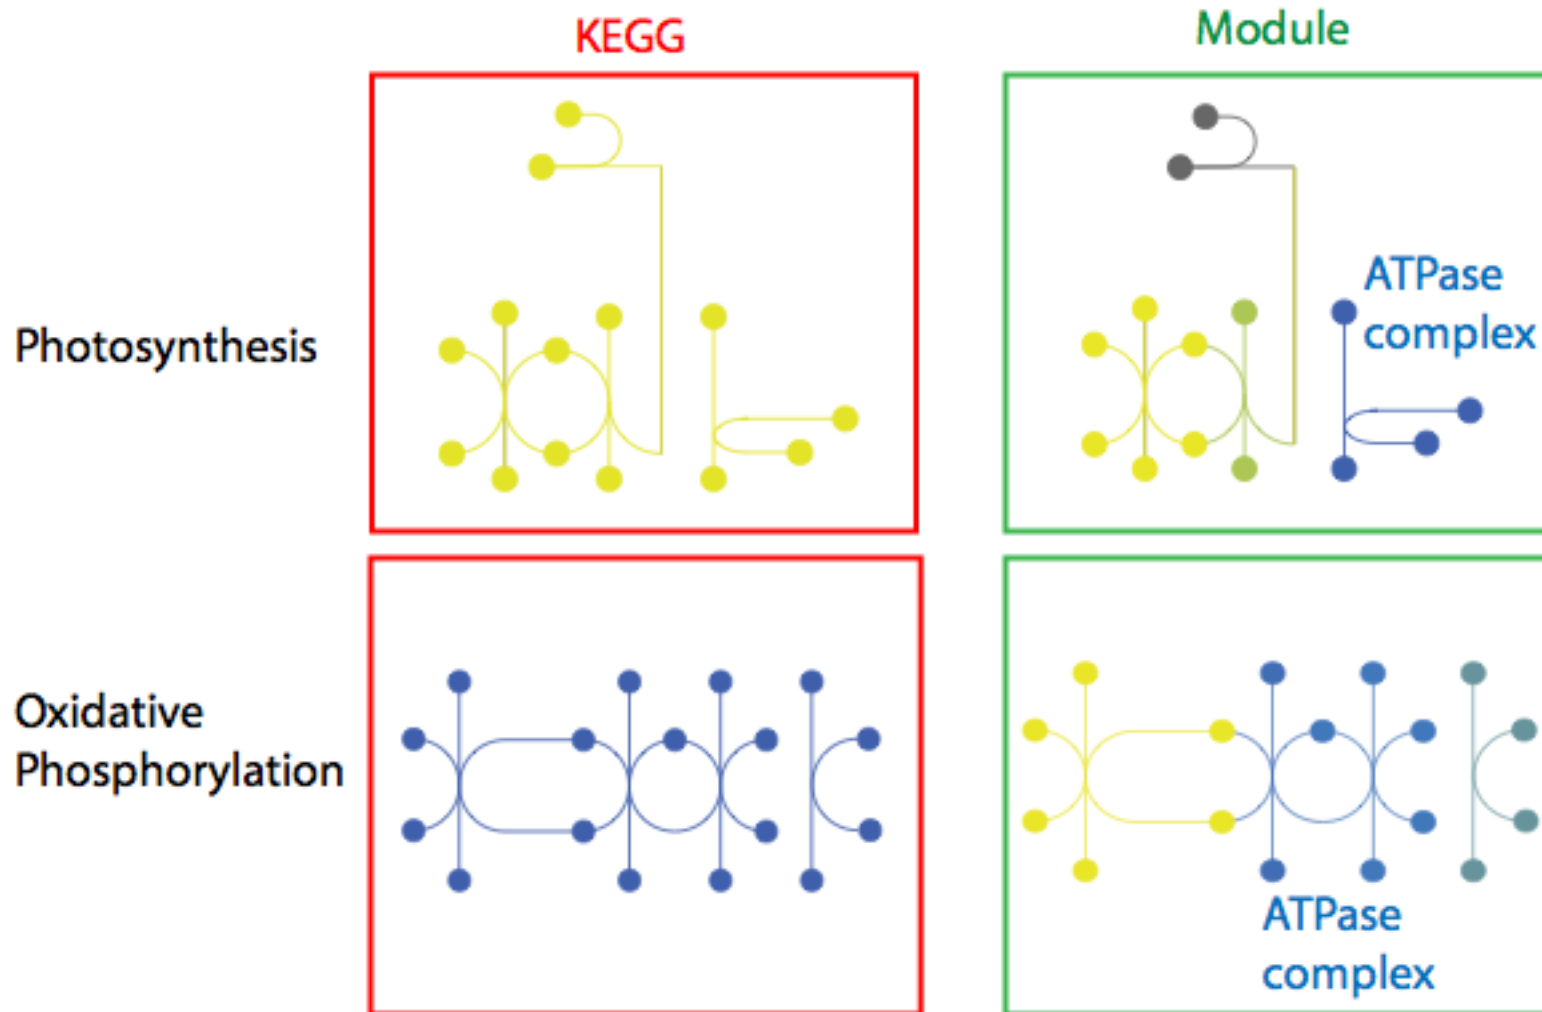 KEGG
Module
Photosynthesis
ATPase
complex
Oxidative
Phosphorylation
ATPase
complex